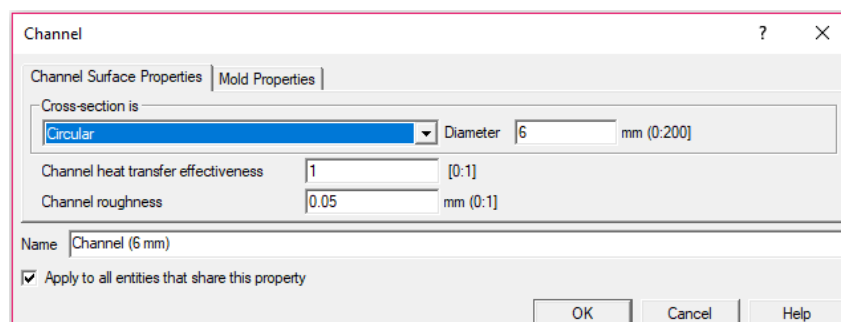 Channel ?
Channel Surface Properties Mold Properties
Cross-section is
Circular Diameter 6 mm (0:200]
Channel heat transfer effectiveness 1 [0:1]
Channel roughness 0.05 mm (0:1]
Name Channel (6 mm)
Apply to all entities that share this property
OK Cancel Help